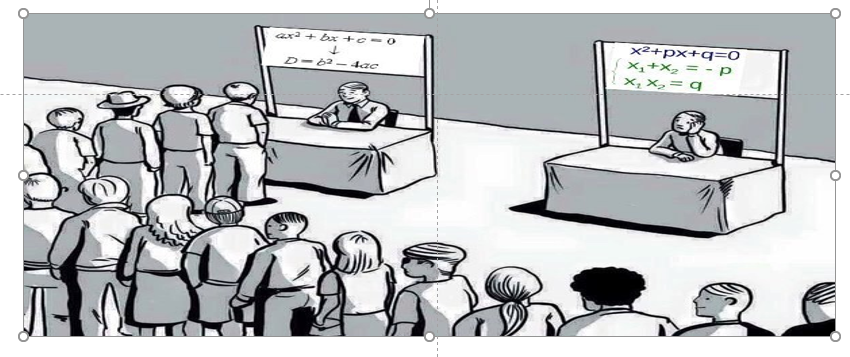 ax² + bx + c = 0
↓
D = b² – 4ac
x²+px+q=0
x₁+x₂ = - p
x₁ x₂ = q